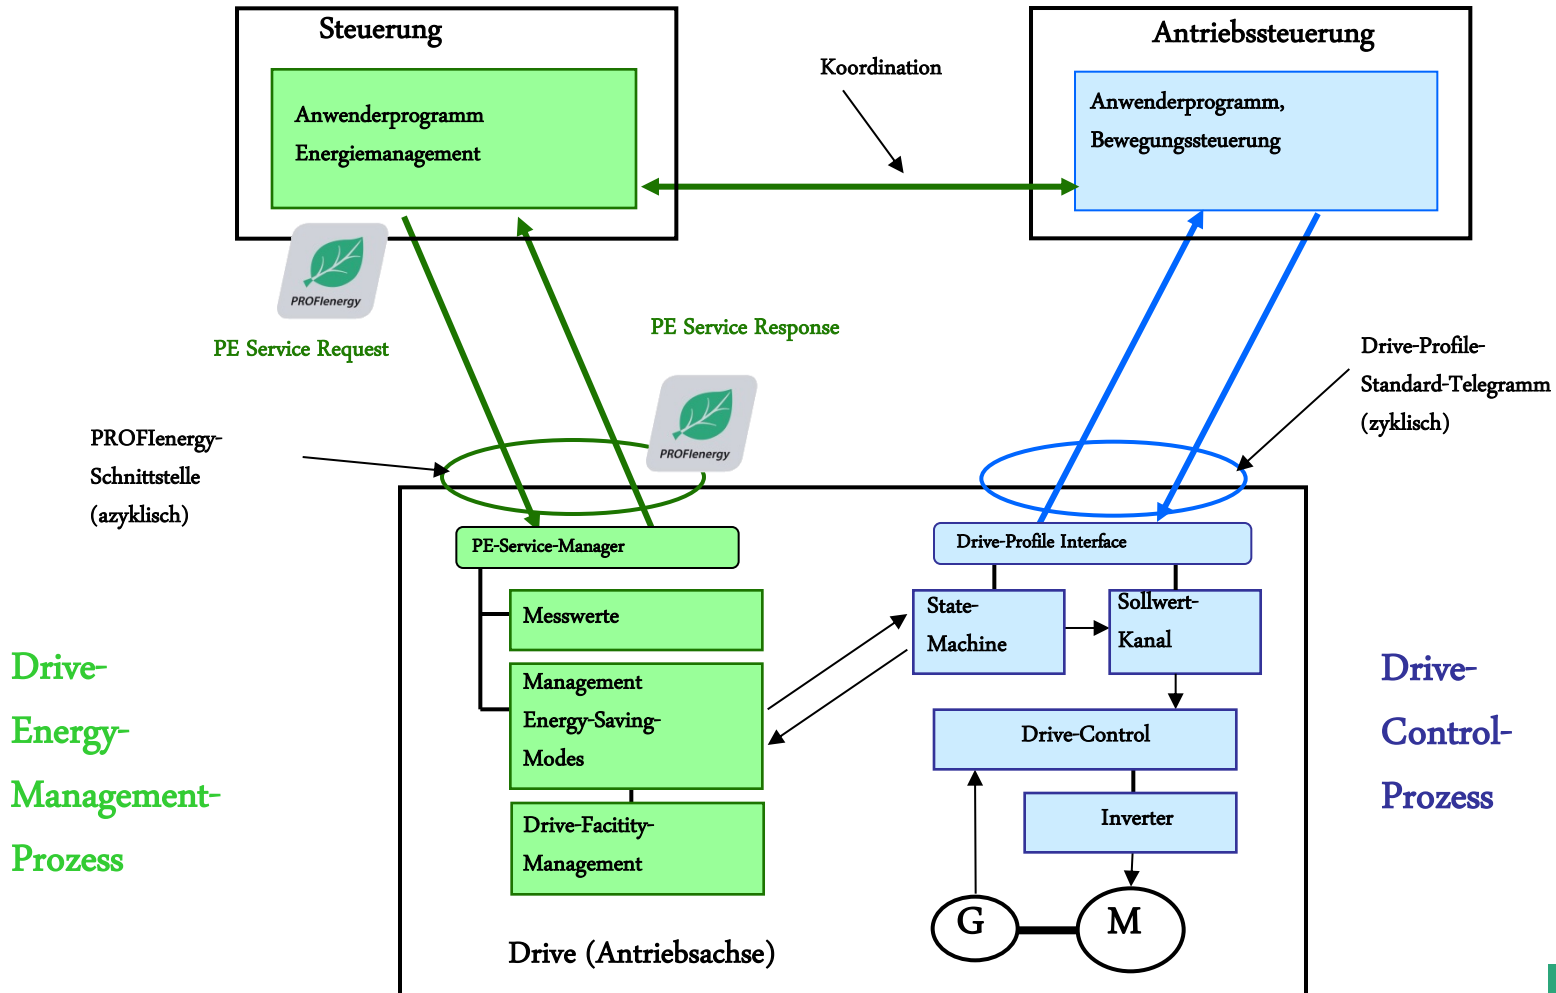 Steuerung
Anwenderprogramm
Energiemanagement
Koordination
Antriebssteuerung
Anwenderprogramm,
Bewegungssteuerung
PROFIenergy
PE Service Request
PE Service Response
PROFIenergy
Drive-Profile-
Standard-Telegramm
(zyklisch)
PROFIenergy-
Schnittstelle
(azyklisch)
PE-Service-Manager
Messwerte
Management
Energy-Saving-
Modes
Drive-Facitity-
Management
Drive-Profile Interface
State-
Machine
Sollwert-
Kanal
Drive-Control
Inverter
G
M
Drive (Antriebsachse)
Drive-
Energy-
Management-
Prozess
Drive-
Control-
Prozess